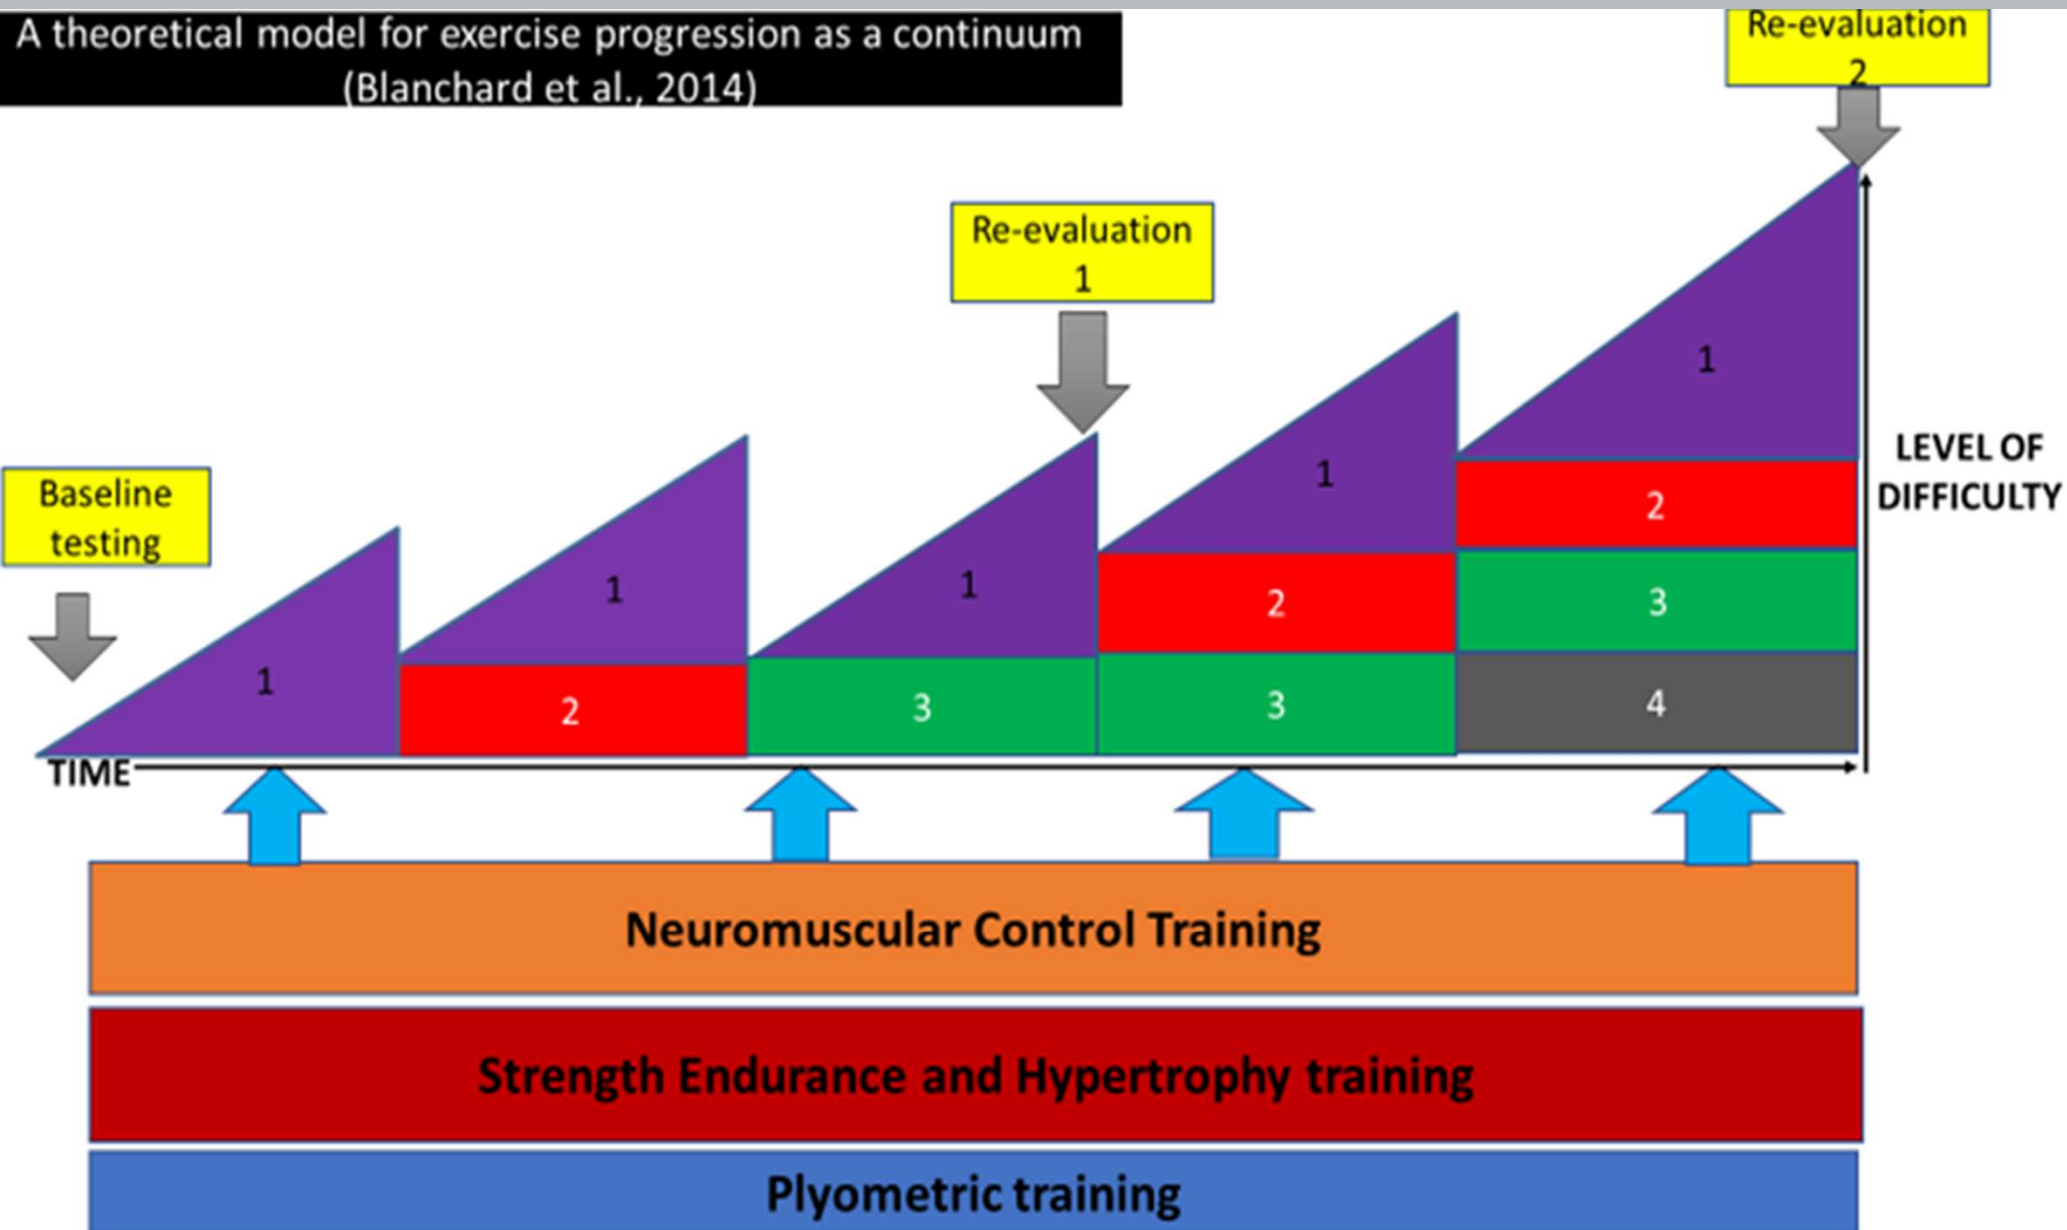 A theoretical model for exercise progression as a continuum
(Blanchard et al., 2014)
Re-evaluation
2
Re-evaluation
1
Baseline
testing
1
1
1
1
1
2
3
2
3
2
3
4
LEVEL OF
DIFFICULTY
TIME
Neuromuscular Control Training
Strength Endurance and Hypertrophy training
Plyometric training